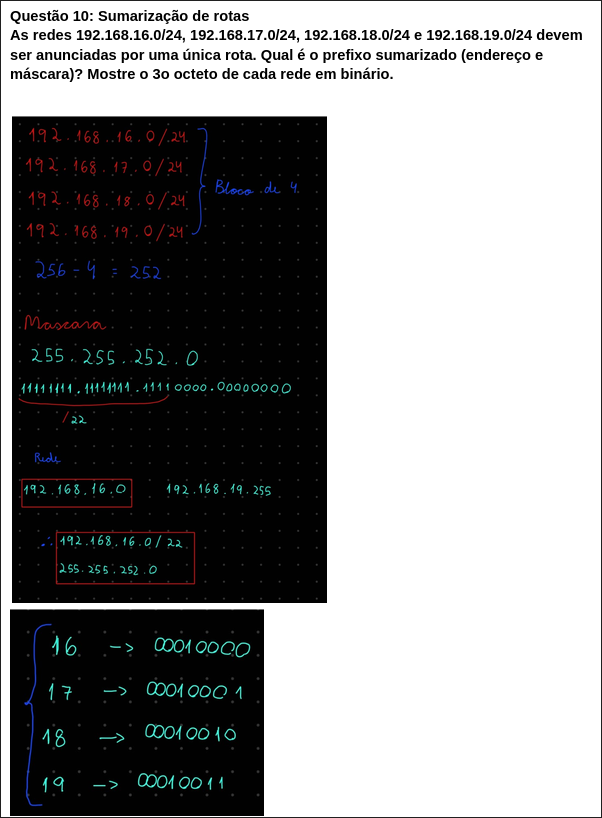 Questão 10: Sumarização de rotas
As redes 192.168.16.0/24, 192.168.17.0/24, 192.168.18.0/24 e 192.168.19.0/24 devem
ser anunciadas por uma única rota. Qual é o prefixo sumarizado (endereço e
máscara)? Mostre o 3o octeto de cada rede em binário.
192.168.16.0/24
192.168.17.0/24
192.168.18.0/24
192.168.19.0/24
Bloco de 4
256 - 4 = 252
Mascara
255.255.252.0
11111111.11111111.11110000.00000000
/22
Rede
192.168.16.0 192.168.19.255
∴ 192.168.16.0/22
255.255.252.0
16 -> 00010000
17 -> 00010001
18 -> 00010010
19 -> 00010011